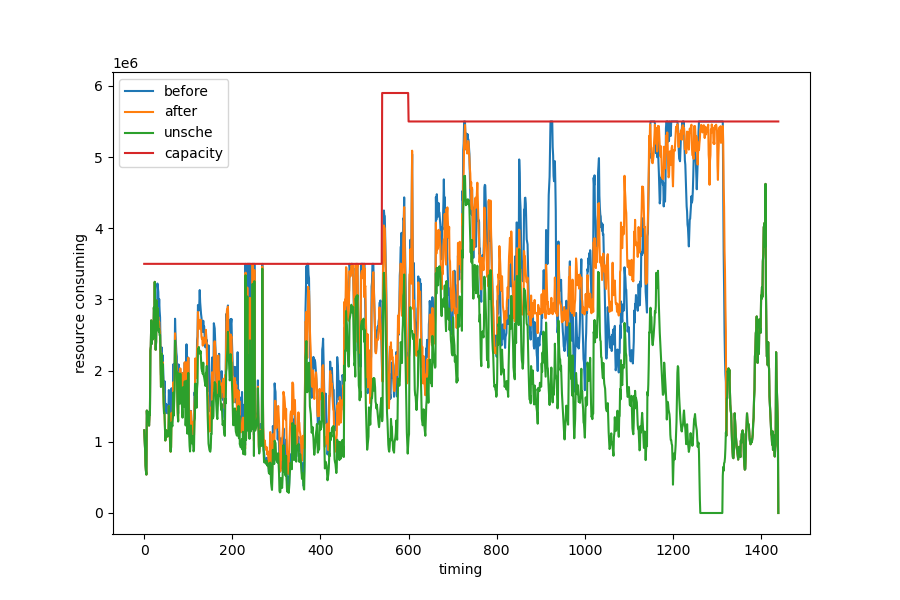 1e6
before
after
unsche
capacity
resource consuming
6
5
4
3
2
1
0
0 200 400 600 800 1000 1200 1400
timing